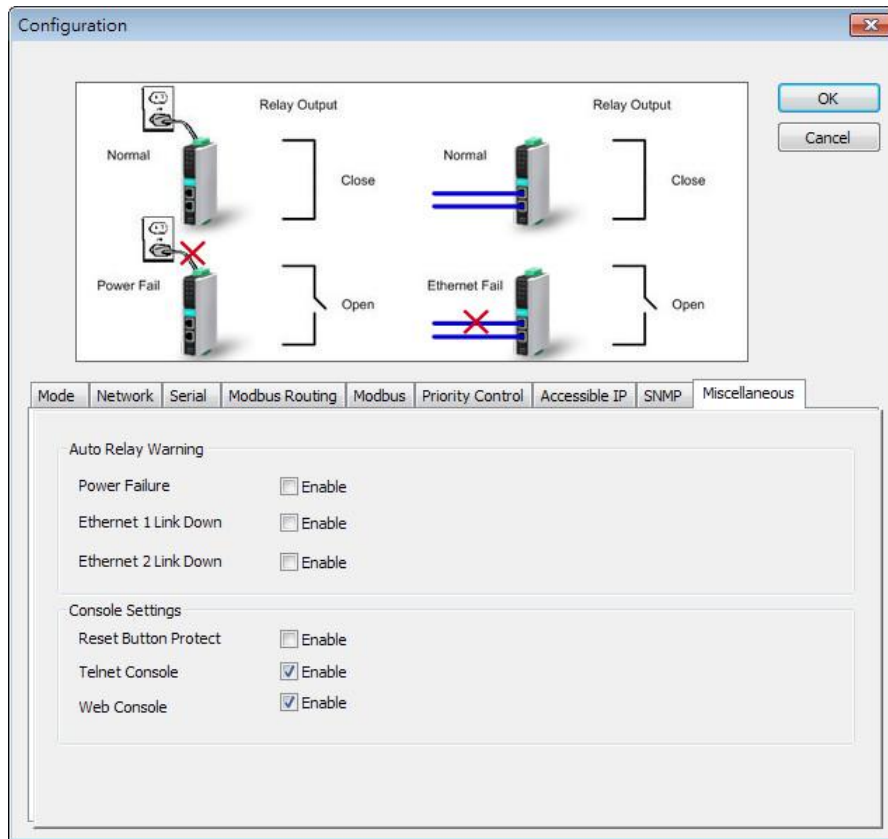 Configuration
Relay Output
Relay Output
OK
Cancel
Normal
Close
Normal
Close
Power Fail
Open
Ethernet Fail
Open
Mode Network Serial Modbus Routing Modbus Priority Control Accessible IP SNMP Miscellaneous
Auto Relay Warning
Power Failure Enable
Ethernet 1 Link Down Enable
Ethernet 2 Link Down Enable
Console Settings
Reset Button Protect Enable
Telnet Console Enable
Web Console Enable